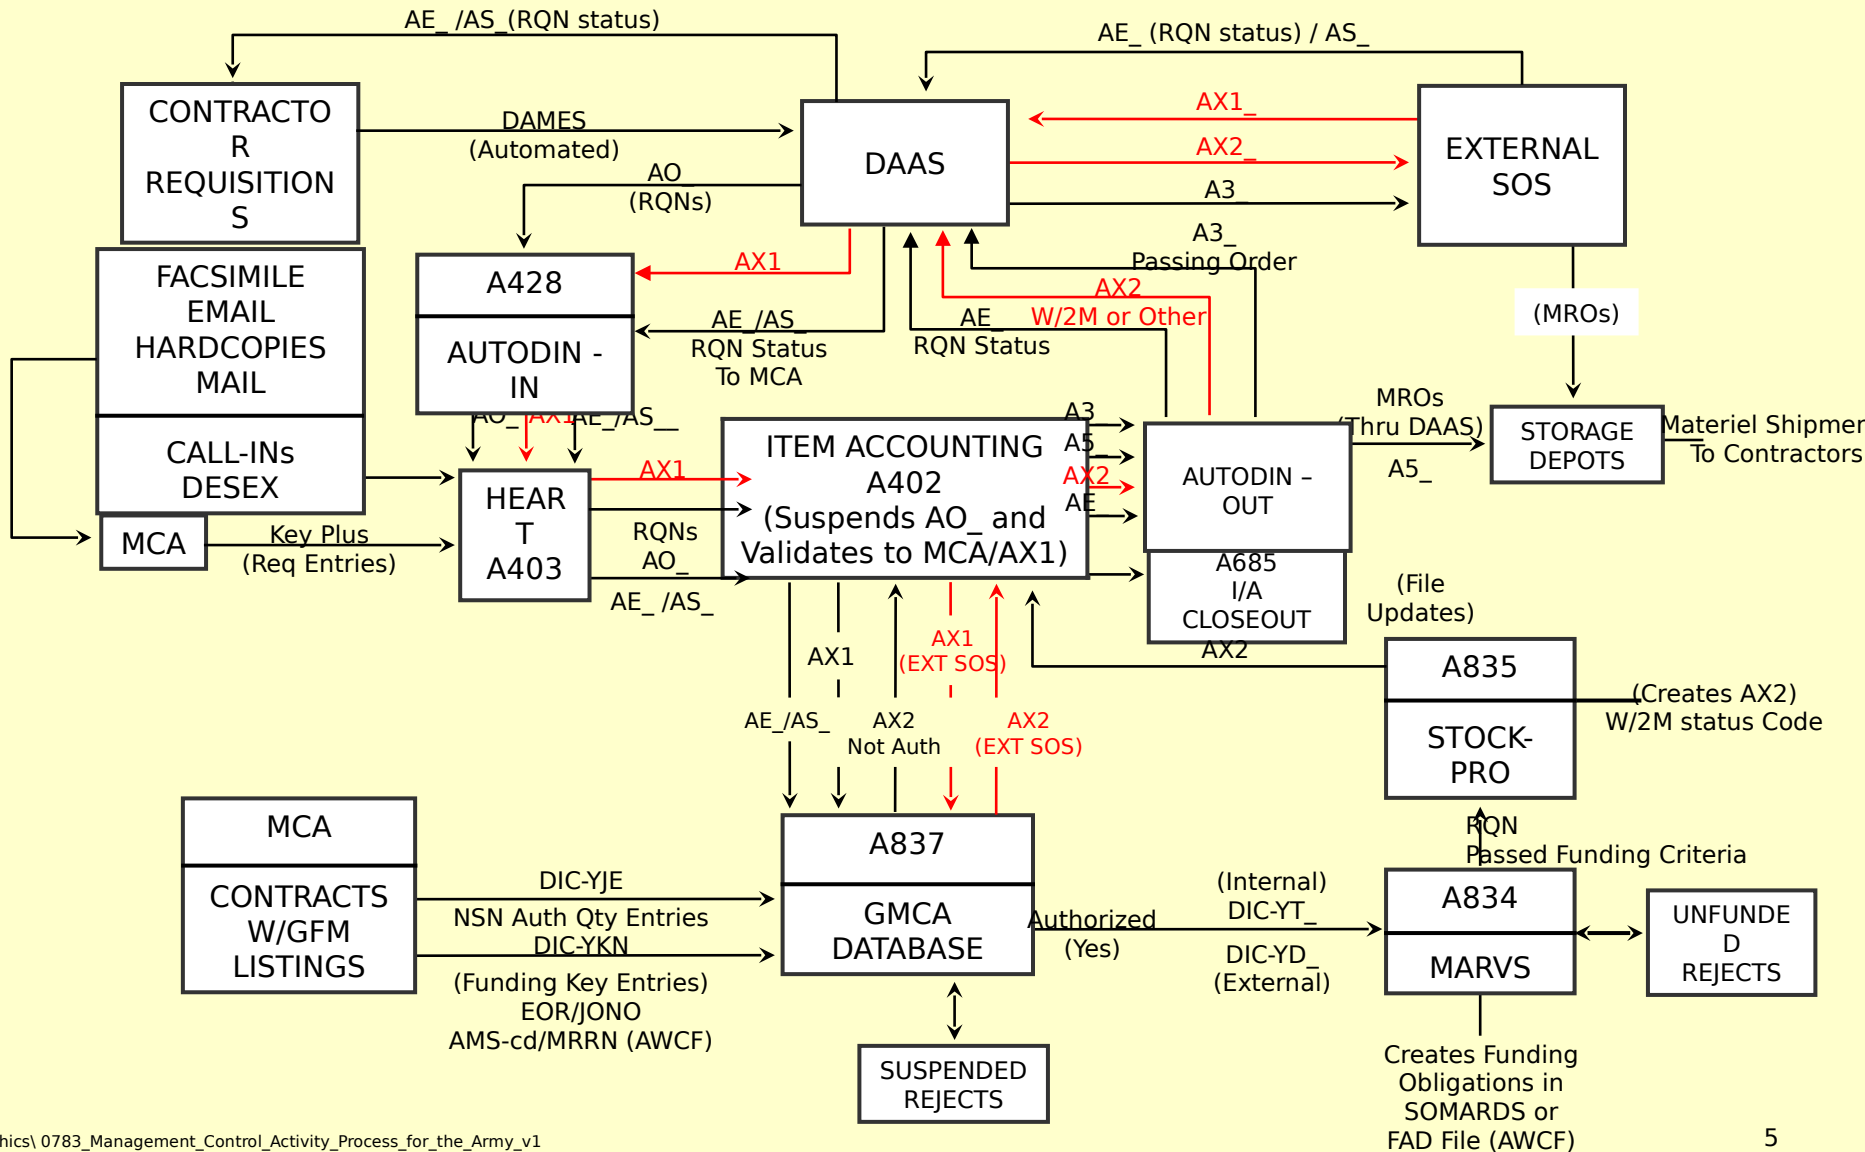 AE_ /AS_(RQN status)
AE_ (RQN status) / AS_
CONTRACTO
R
REQUISITION
S
DAMES
(Automated)
DAAS
AX1_
AX2_
A3_
EXTERNAL
SOS
AO_
(RQNs)
A3_
Passing Order
FACSIMILE
EMAIL
HARDCOPIES
MAIL
CALL-INs
DESEX
A428
AUTODIN -
IN
AX1
AE_/AS_
RQN Status
To MCA
AX2
W/2M or Other
AE_
RQN Status
(MROs)
AO_
AX1
AE_/AS__
MROs
(Thru DAAS)
A5_
STORAGE
DEPOTS
Materiel Shipmen
To Contractors
MCA
Key Plus
(Req Entries)
HEAR
T
A403
AX1
RQNs
AO_
AE_ /AS_
ITEM ACCOUNTING
A402
(Suspends AO_ and
Validates to MCA/AX1)
A3_
A5_
AX2
AE_
AUTODIN –
OUT
A685
I/A
CLOSEOUT
(File
Updates)
AX2
A835
STOCK-
PRO
(Creates AX2)
W/2M status Code
AE_/AS_
AX1
AX2
Not Auth
AX1
(EXT SOS)
AX2
(EXT SOS)
RQN
Passed Funding Criteria
MCA
CONTRACTS
W/GFM
LISTINGS
DIC-YJE
NSN Auth Qty Entries
DIC-YKN
(Funding Key Entries)
EOR/JONO
AMS-cd/MRRN (AWCF)
A837
GMCA
DATABASE
Authorized
(Yes)
(Internal)
DIC-YT_
DIC-YD_
(External)
A834
MARVS
UNFUNDE
D
REJECTS
SUSPENDED
REJECTS
Creates Funding
Obligations in
SOMARDS or
FAD File (AWCF)
hics\ 0783_Management_Control_Activity_Process_for_the_Army_v1
5